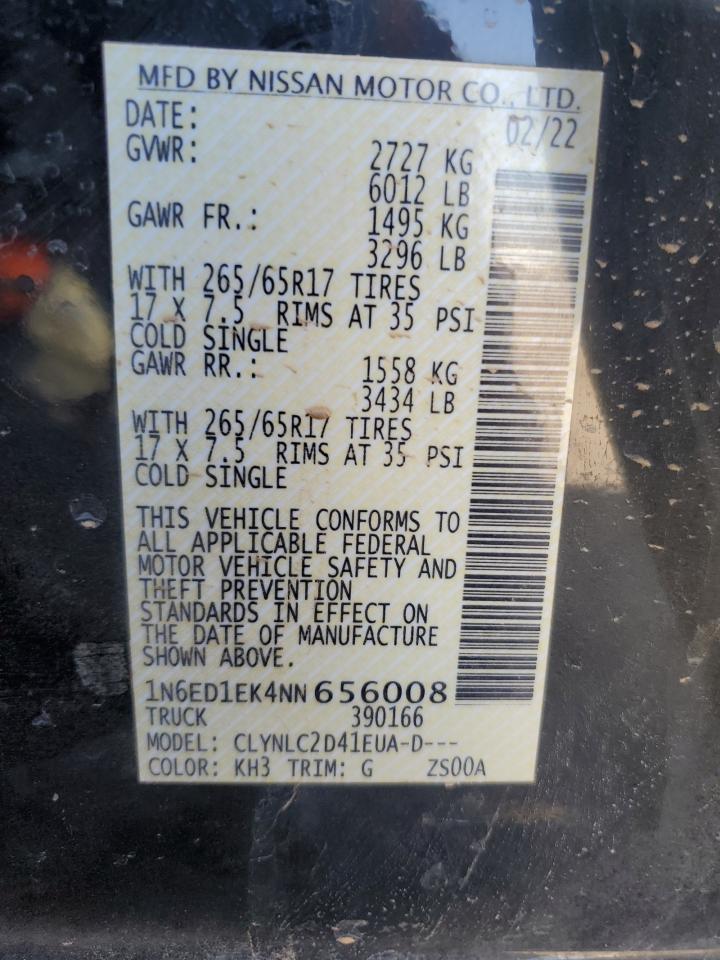 MFD BY NISSAN MOTOR CO., LTD.
DATE: 02/22
GVWR: 2727 KG
6012 LB
GAWR FR.: 1495 KG
3296 LB
WITH 265/65R17 TIRES
17 X 7.5 RIMS AT 35 PSI
COLD SINGLE
GAWR RR.: 1558 KG
3434 LB
WITH 265/65R17 TIRES
17 X 7.5 RIMS AT 35 PSI
COLD SINGLE
THIS VEHICLE CONFORMS TO
ALL APPLICABLE FEDERAL
MOTOR VEHICLE SAFETY AND
THEFT PREVENTION
STANDARDS IN EFFECT ON
THE DATE OF MANUFACTURE
SHOWN ABOVE.
1N6ED1EK4NN656008
TRUCK 390166
MODEL: CLYNLC2D41EUA-D---
COLOR: KH3 TRIM: G ZS00A